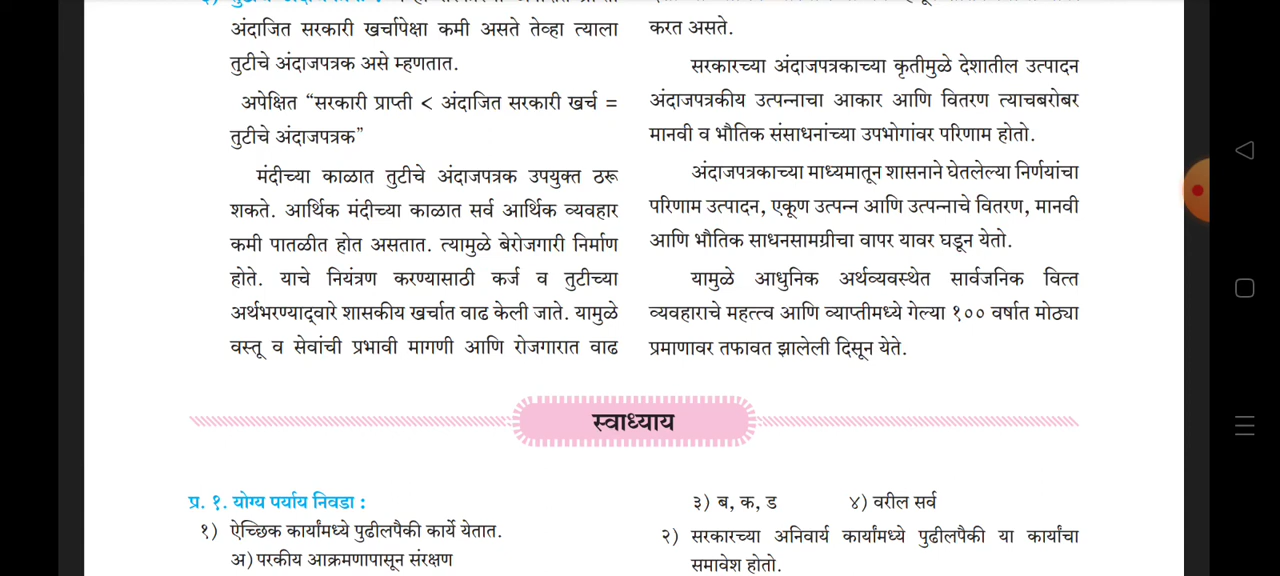 अंदाजित सरकारी खर्चापेक्षा कमी असते तेव्हा त्याला
तुटीचे अंदाजपत्रक असे म्हणतात.
अपेक्षित “सरकारी प्राप्ती < अंदाजित सरकारी खर्च =
तुटीचे अंदाजपत्रक”
मंदीच्या काळात तुटीचे अंदाजपत्रक उपयुक्त ठरू
शकते. आर्थिक मंदीच्या काळात सर्व आर्थिक व्यवहार
कमी पातळीत होत असतात. त्यामुळे बेरोजगारी निर्माण
होते. याचे नियंत्रण करण्यासाठी कर्ज व तुटीच्या
अर्थभरण्याद्‌वारे शासकीय खर्चात वाढ केली जाते. यामुळे
वस्तू व सेवांची प्रभावी मागणी आणि रोजगारात वाढ
करत असते.
सरकारच्या अंदाजपत्रकाच्या कृतीमुळे देशातील उत्पादन
अंदाजपत्रकीय उत्पन्नाचा आकार आणि वितरण त्याचबरोबर
मानवी व भौतिक संसाधनांच्या उपभोगांवर परिणाम होतो.
अंदाजपत्रकाच्या माध्यमातून शासनाने घेतलेल्या निर्णयांचा
परिणाम उत्पादन, एकूण उत्पन्न आणि उत्पन्नाचे वितरण, मानवी
आणि भौतिक साधनसामग्रीचा वापर यावर घडून येतो.
यामुळे आधुनिक अर्थव्यवस्थेत सार्वजनिक वित्त
व्यवहाराचे महत्त्व आणि व्याप्तीमध्ये गेल्या १०० वर्षात मोठ्या
प्रमाणावर तफावत झालेली दिसून येते.
स्वाध्याय
प्र. १. योग्य पर्याय निवडा :
१) ऐच्छिक कार्यांमध्ये पुढीलपैकी कार्ये येतात.
अ) परकीय आक्रमणापासून संरक्षण
३) ब, क, ड ४) वरील सर्व
२) सरकारच्या अनिवार्य कार्यांमध्ये पुढीलपैकी या कार्यांचा
समावेश होतो.